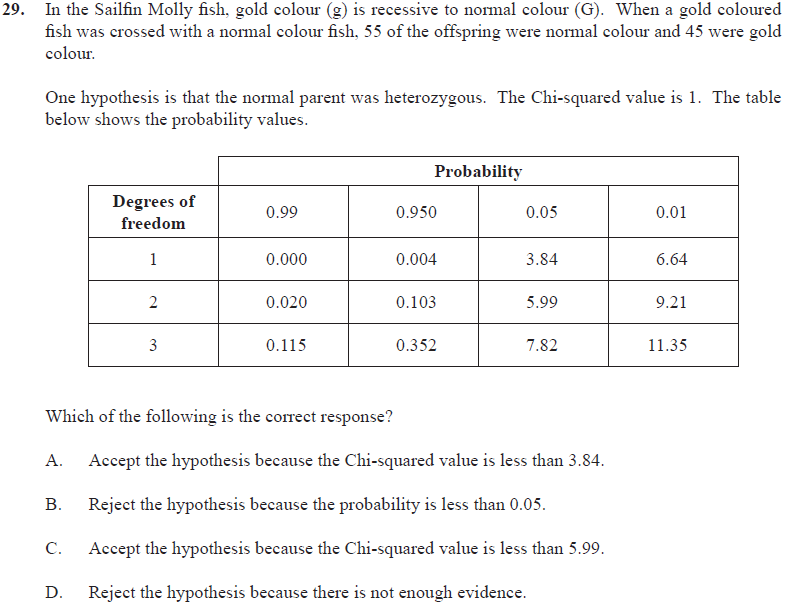 29. In the Sailfin Molly fish, gold colour (g) is recessive to normal colour (G). When a gold coloured
fish was crossed with a normal colour fish, 55 of the offspring were normal colour and 45 were gold
colour.
One hypothesis is that the normal parent was heterozygous. The Chi-squared value is 1. The table
below shows the probability values.
Probability
Degrees of
freedom
0.99 0.950 0.05 0.01
1 0.000 0.004 3.84 6.64
2 0.020 0.103 5.99 9.21
3 0.115 0.352 7.82 11.35
Which of the following is the correct response?
A. Accept the hypothesis because the Chi-squared value is less than 3.84.
B. Reject the hypothesis because the probability is less than 0.05.
C. Accept the hypothesis because the Chi-squared value is less than 5.99.
D. Reject the hypothesis because there is not enough evidence.